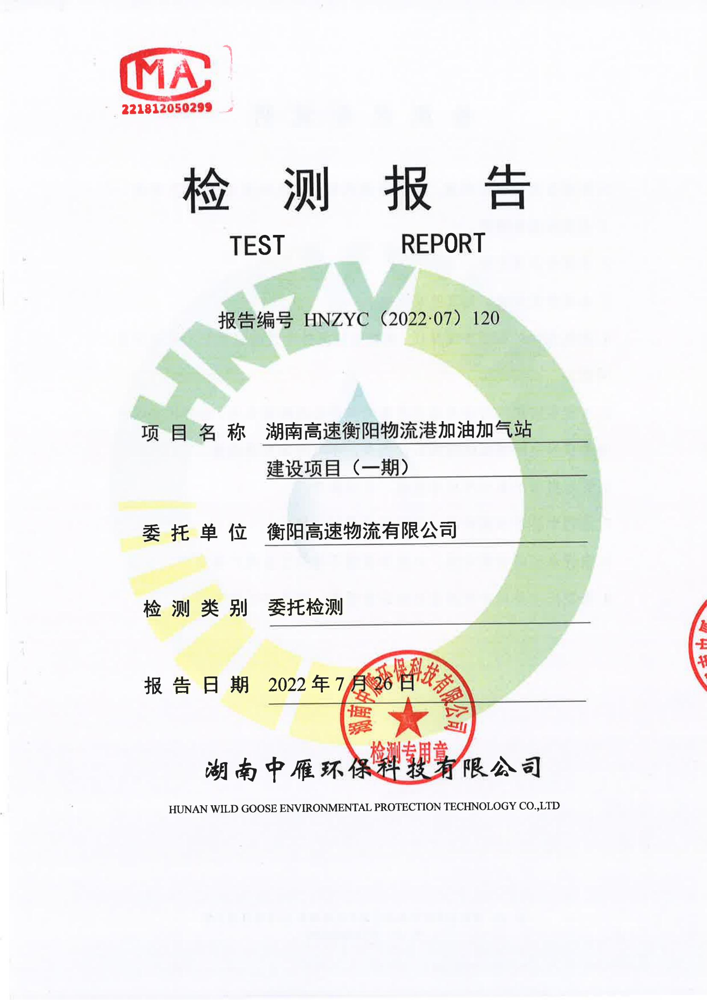 MA
221812050299
检测报告
TEST REPORT
HNZY
报告编号 HNZYC（2022·07）120
项目名称 湖南高速衡阳物流港加油加气站
建设项目（一期）
委托单位 衡阳高速物流有限公司
检测类别 委托检测
报告日期 2022 年 7 月 26 日
湖南中雁环保科技有限公司
检测专用章
湖南中雁环保科技有限公司
HUNAN WILD GOOSE ENVIRONMENTAL PROTECTION TECHNOLOGY CO.,LTD